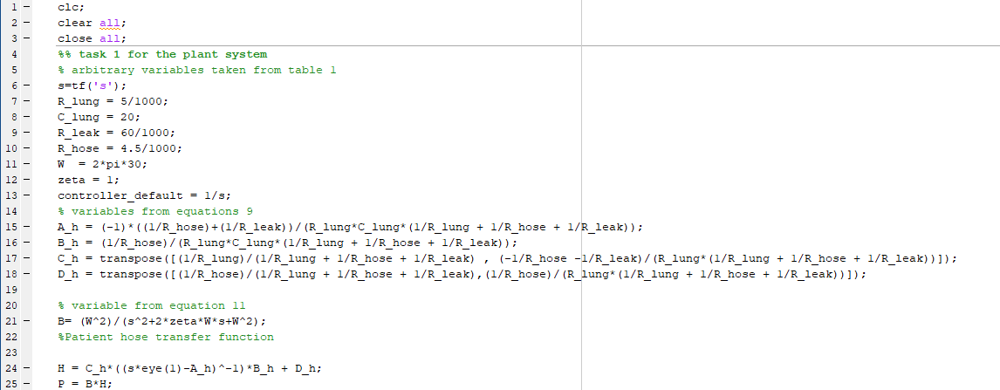 1 - clc;
2 - clear all;
3 - close all;
4 %% task 1 for the plant system
5 % arbitrary variables taken from table 1
6 - s=tf('s');
7 - R_lung = 5/1000;
8 - C_lung = 20;
9 - R_leak = 60/1000;
10 - R_hose = 4.5/1000;
11 - W  = 2*pi*30;
12 - zeta = 1;
13 - controller_default = 1/s;
14 % variables from equations 9
15 - A_h = (-1)*((1/R_hose)+(1/R_leak))/(R_lung*C_lung*(1/R_lung + 1/R_hose + 1/R_leak));
16 - B_h = (1/R_hose)/(R_lung*C_lung*(1/R_lung + 1/R_hose + 1/R_leak));
17 - C_h = transpose([(1/R_lung)/(1/R_lung + 1/R_hose + 1/R_leak) , (-1/R_hose -1/R_leak)/(R_lung*(1/R_lung + 1/R_hose + 1/R_leak))]);
18 - D_h = transpose([(1/R_hose)/(1/R_lung + 1/R_hose + 1/R_leak),(1/R_hose)/(R_lung*(1/R_lung + 1/R_hose + 1/R_leak))]);
19
20 % variable from equation 11
21 - B= (W^2)/(s^2+2*zeta*W*s+W^2);
22 %Patient hose transfer function
23
24 - H = C_h*((s*eye(1)-A_h)^-1)*B_h + D_h;
25 - P = B*H;